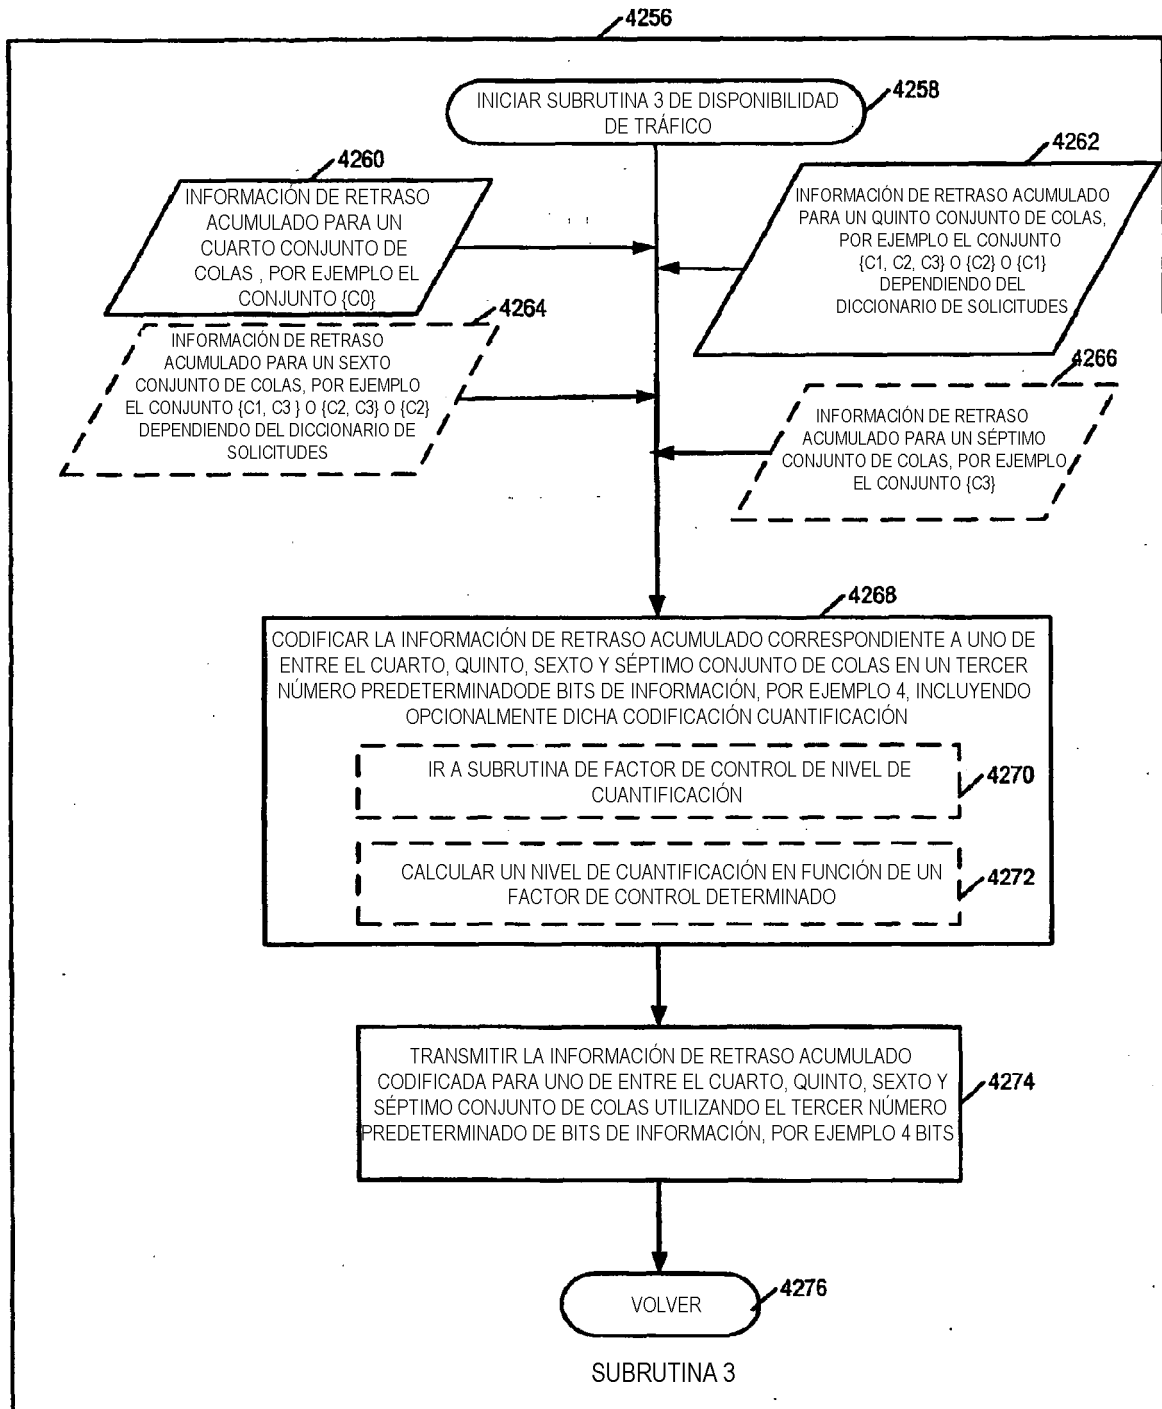 4256
INICIAR SUBRUTINA 3 DE DISPONIBILIDAD
DE TRÁFICO
4258
4260
INFORMACIÓN DE RETRASO
ACUMULADO PARA UN
CUARTO CONJUNTO DE
COLAS , POR EJEMPLO EL
CONJUNTO {C0}
4262
INFORMACIÓN DE RETRASO ACUMULADO
PARA UN QUINTO CONJUNTO DE COLAS,
POR EJEMPLO EL CONJUNTO
{C1, C2, C3} O {C2} O {C1}
DEPENDIENDO DEL
DICCIONARIO DE SOLICITUDES
4264
INFORMACIÓN DE RETRASO
ACUMULADO PARA UN SEXTO
CONJUNTO DE COLAS, POR EJEMPLO
EL CONJUNTO {C1, C3 } O {C2, C3} O {C2}
DEPENDIENDO DEL DICCIONARIO DE
SOLICITUDES
4266
INFORMACIÓN DE RETRASO
ACUMULADO PARA UN SÉPTIMO
CONJUNTO DE COLAS, POR EJEMPLO
EL CONJUNTO {C3}
4268
CODIFICAR LA INFORMACIÓN DE RETRASO ACUMULADO CORRESPONDIENTE A UNO DE
ENTRE EL CUARTO, QUINTO, SEXTO Y SÉPTIMO CONJUNTO DE COLAS EN UN TERCER
NÚMERO PREDETERMINADODE BITS DE INFORMACIÓN, POR EJEMPLO 4, INCLUYENDO
OPCIONALMENTE DICHA CODIFICACIÓN CUANTIFICACIÓN
IR A SUBRUTINA DE FACTOR DE CONTROL DE NIVEL DE
CUANTIFICACIÓN
4270
CALCULAR UN NIVEL DE CUANTIFICACIÓN EN FUNCIÓN DE UN
FACTOR DE CONTROL DETERMINADO
4272
TRANSMITIR LA INFORMACIÓN DE RETRASO ACUMULADO
CODIFICADA PARA UNO DE ENTRE EL CUARTO, QUINTO, SEXTO Y
SÉPTIMO CONJUNTO DE COLAS UTILIZANDO EL TERCER NÚMERO
PREDETERMINADO DE BITS DE INFORMACIÓN, POR EJEMPLO 4 BITS
4274
VOLVER
4276
SUBRUTINA 3